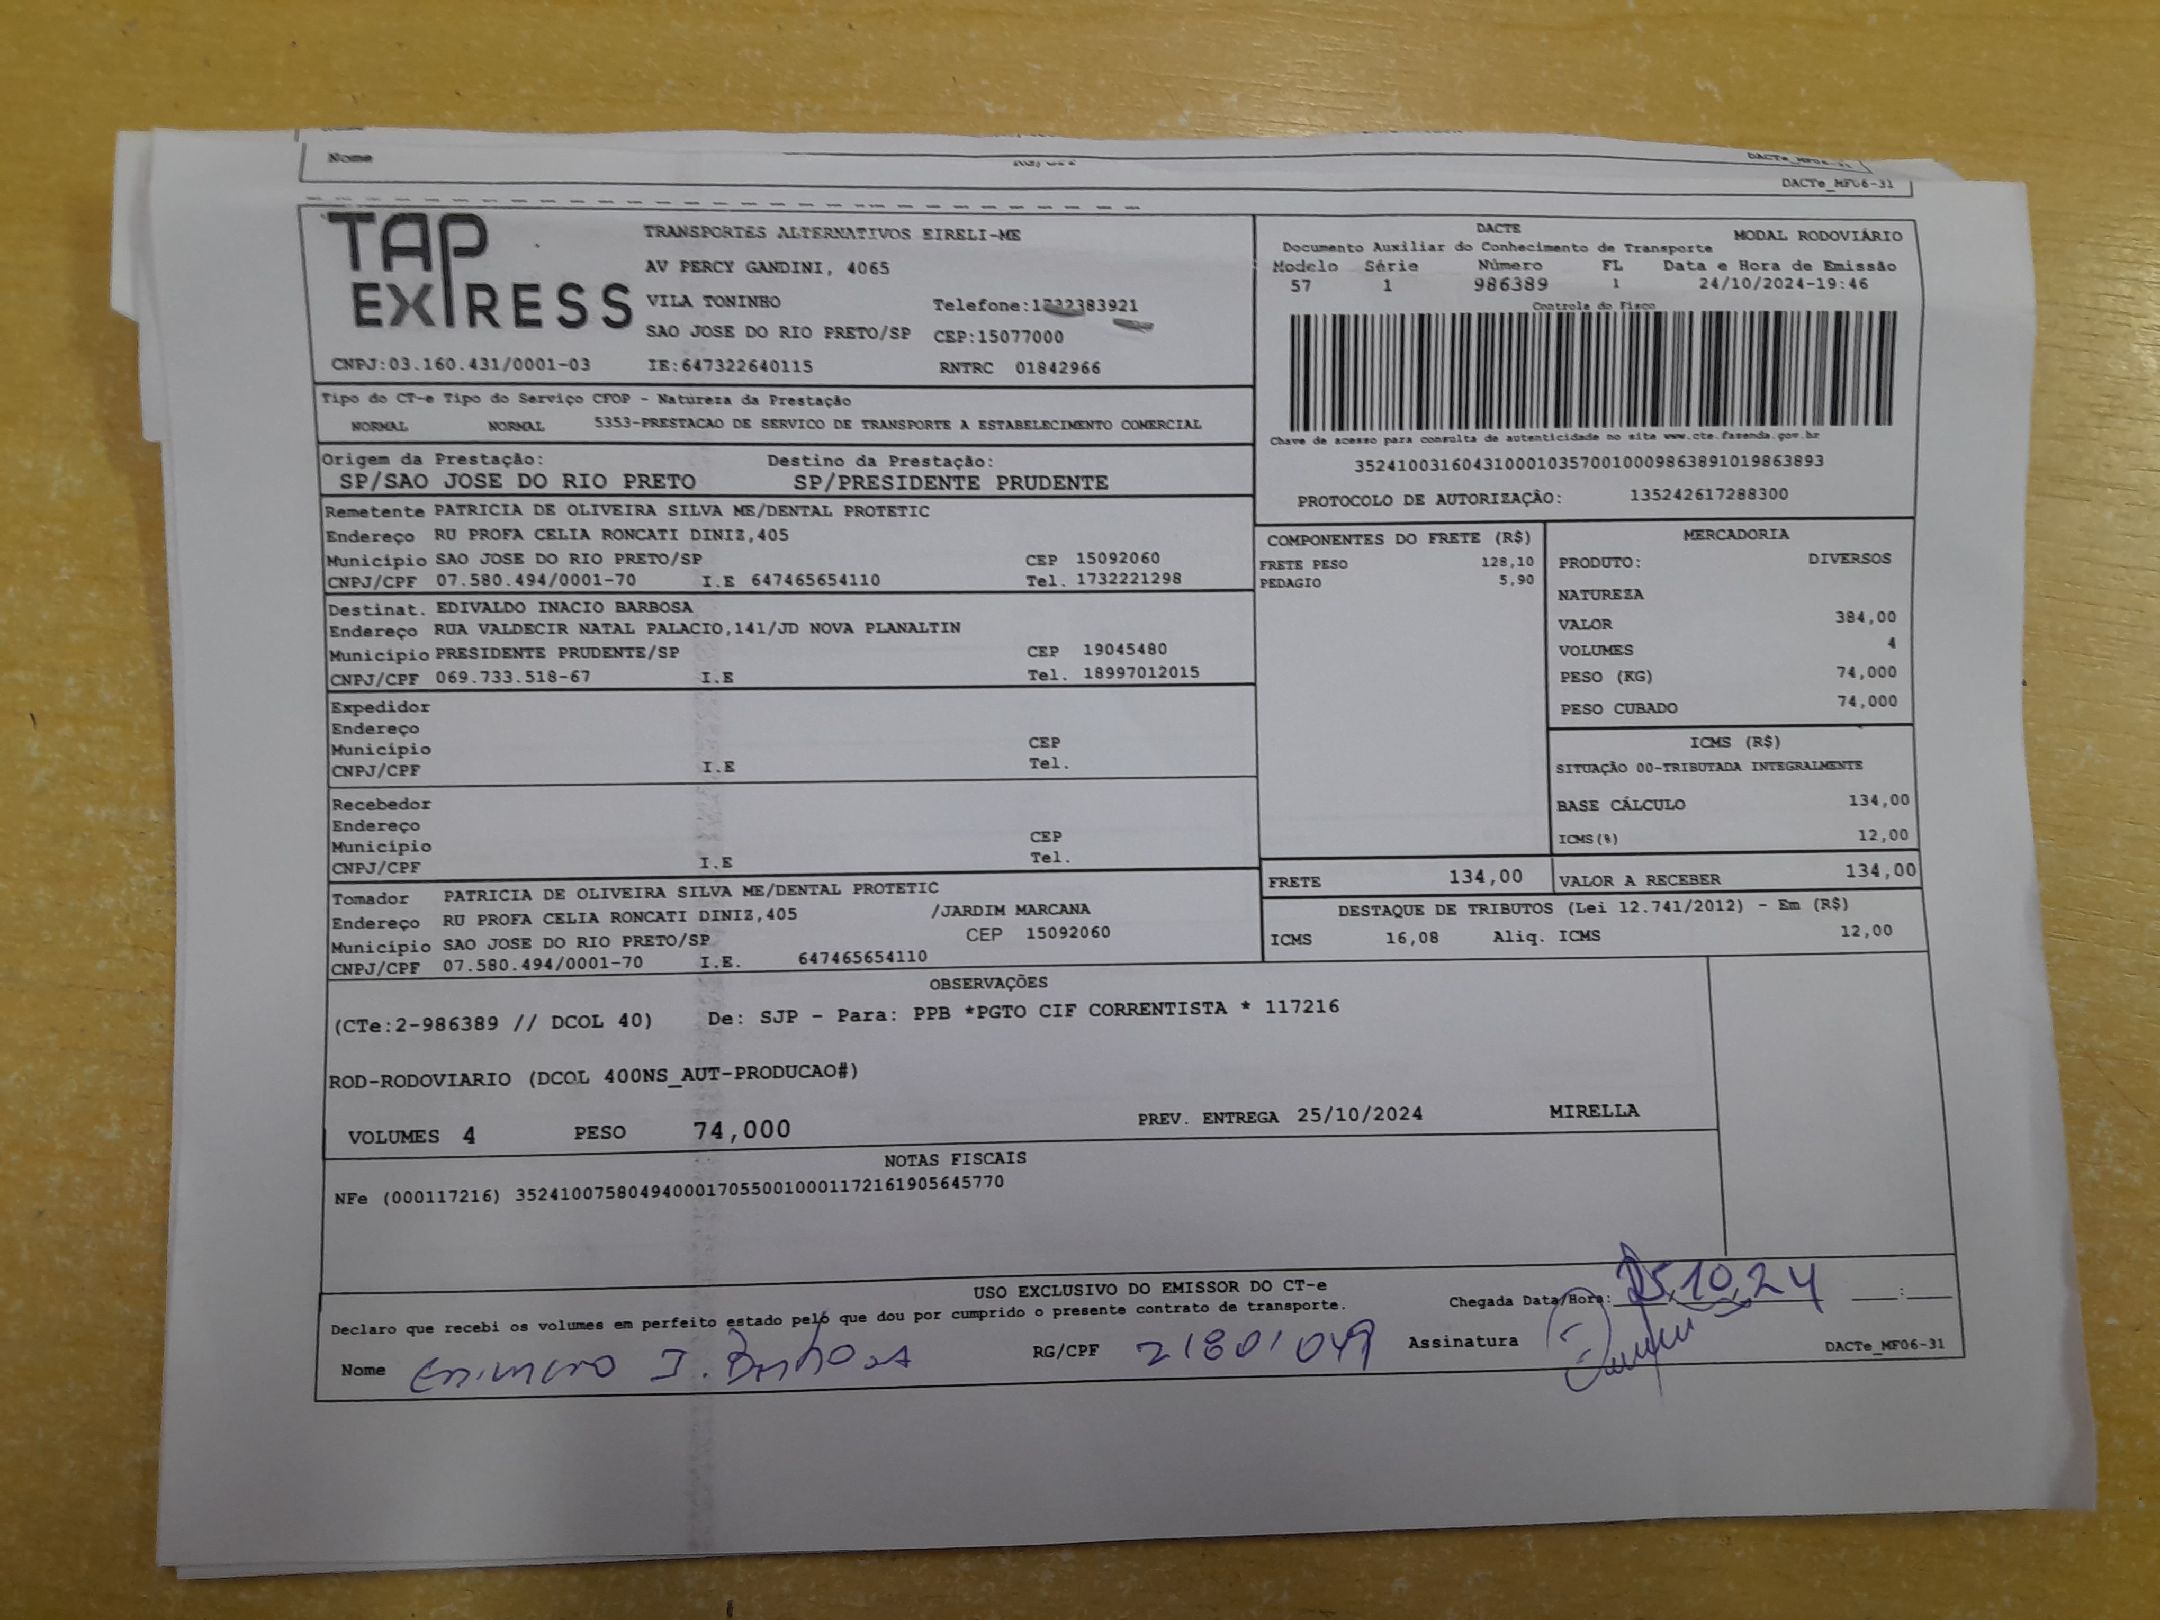 Nome
DACTe_MF06-31
TAP
EXPRESS
TRANSPORTES ALTERNATIVOS EIRELI-ME
AV PERCY GANDINI, 4065
VILA TONINHO
SAO JOSE DO RIO PRETO/SP CEP:15077000
CNPJ:03.160.431/0001-03 IE:647322640115 RNTRC 01842966
DACTE MODAL RODOVIÁRIO
Documento Auxiliar do Conhecimento de Transporte
Modelo Série Número FL Data e Hora de Emissão
57 1 986389 1 24/10/2024-19:46
Controle do Fisco
Chave de acesso para consulta de autenticidade no site www.cte.fazenda.gov.br
35241003160431000103570010009863891019863893
PROTOCOLO DE AUTORIZAÇÃO: 135242617288300
Tipo do CT-e Tipo do Serviço CFOP - Natureza da Prestação
NORMAL NORMAL 5353-PRESTACAO DE SERVICO DE TRANSPORTE A ESTABELECIMENTO COMERCIAL
Origem da Prestação: Destino da Prestação:
SP/SAO JOSE DO RIO PRETO SP/PRESIDENTE PRUDENTE
Remetente PATRICIA DE OLIVEIRA SILVA ME/DENTAL PROTETIC
Endereço RU PROFA CELIA RONCATI DINIZ,405
Município SAO JOSE DO RIO PRETO/SP CEP 15092060
CNPJ/CPF 07.580.494/0001-70 I.E 647465654110 Tel. 1732221298
Destinat. EDIVALDO INACIO BARBOSA
Endereço RUA VALDECIR NATAL PALACIO,141/JD NOVA PLANALTIN
Município PRESIDENTE PRUDENTE/SP CEP 19045480
CNPJ/CPF 069.733.518-67 I.E Tel. 18997012015
Expedidor
Endereço
Município CEP
CNPJ/CPF I.E Tel.
Recebedor
Endereço
Município CEP
CNPJ/CPF I.E Tel.
Tomador PATRICIA DE OLIVEIRA SILVA ME/DENTAL PROTETIC
Endereço RU PROFA CELIA RONCATI DINIZ,405 /JARDIM MARCANA
Município SAO JOSE DO RIO PRETO/SP CEP 15092060
CNPJ/CPF 07.580.494/0001-70 I.E. 647465654110
COMPONENTES DO FRETE (R$)
FRETE PESO 128,10
PEDAGIO 5,90
MERCADORIA
PRODUTO: DIVERSOS
NATUREZA
VALOR 384,00
VOLUMES 4
PESO (KG) 74,000
PESO CUBADO 74,000
ICMS (R$)
SITUAÇÃO 00-TRIBUTADA INTEGRALMENTE
BASE CÁLCULO 134,00
ICMS(%) 12,00
FRETE 134,00 VALOR A RECEBER 134,00
DESTAQUE DE TRIBUTOS (Lei 12.741/2012) - Em (R$)
ICMS 16,08 Aliq. ICMS 12,00
OBSERVAÇÕES
(CTe:2-986389 // DCOL 40) De: SJP - Para: PPB *PGTO CIF CORRENTISTA * 117216
ROD-RODOVIARIO (DCOL 400NS_AUT-PRODUCAO#)
VOLUMES 4 PESO 74,000 PREV. ENTREGA 25/10/2024 MIRELLA
NOTAS FISCAIS
NFe (000117216) 35241007580494000170550010001172161905645770
USO EXCLUSIVO DO EMISSOR DO CT-e
Declaro que recebi os volumes em perfeito estado pelo que dou por cumprido o presente contrato de transporte.
Chegada Data/Hora: 25,10,24 :
Nome I. Barbosa RG/CPF 21801049 Assinatura
DACTe_MF06-31